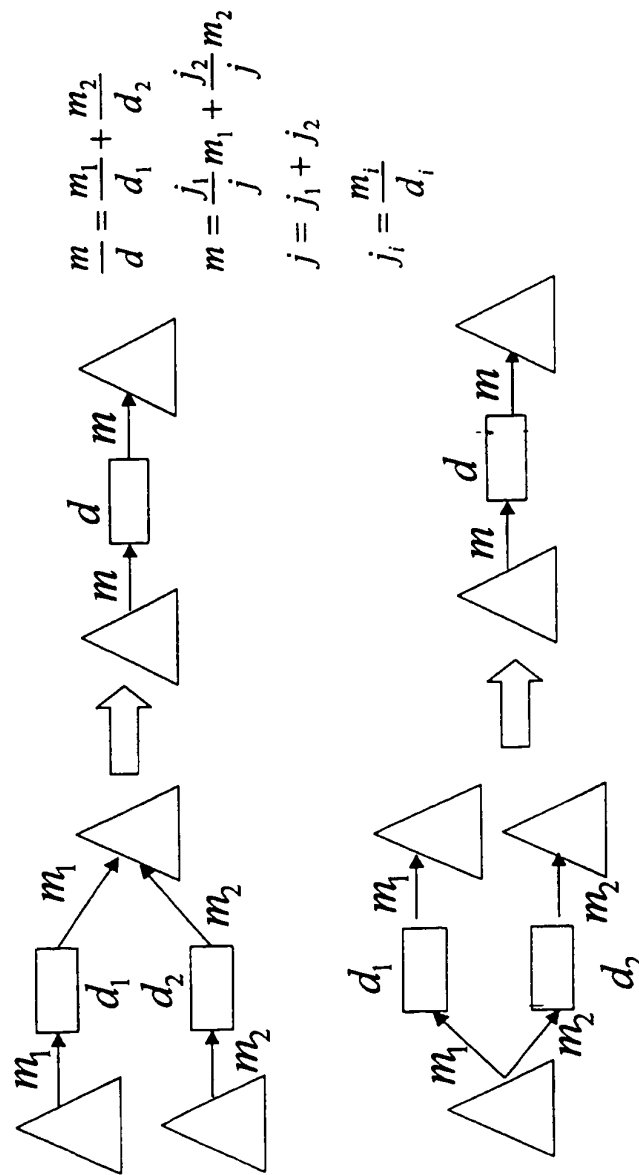 m₁
d₁
m₁
m₂
d₂
m₂
m
d
m
m/d = m₁/d₁ + m₂/d₂
m = j₁/j m₁ + j₂/j m₂
j = j₁ + j₂
jᵢ = mᵢ/dᵢ
m₁
d₁
m₁
m₂
d₂
m₂
m
d
m